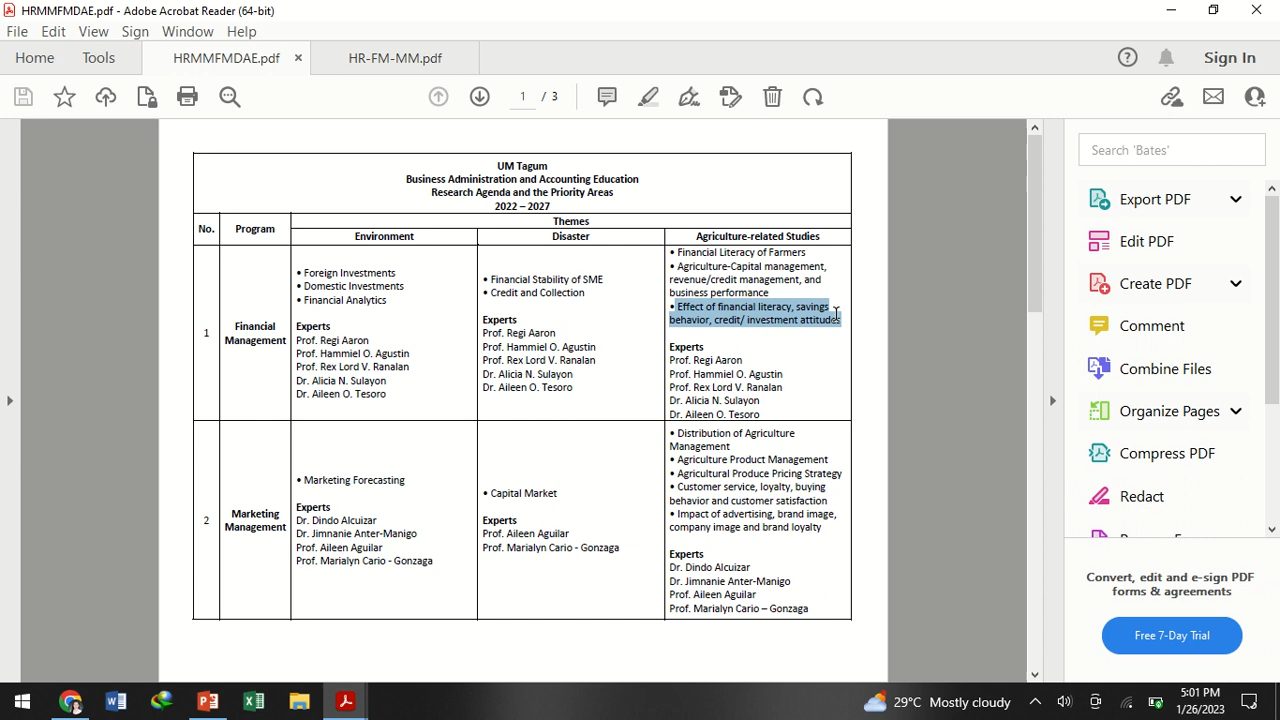 HRMMFMDAE.pdf - Adobe Acrobat Reader (64-bit)
File Edit View Sign Window Help
Home Tools HRMMFMDAE.pdf × HR-FM-MM.pdf Sign In
1 / 3
UM Tagum
Business Administration and Accounting Education
Research Agenda and the Priority Areas
2022 – 2027
No. Program Themes
Environment Disaster Agriculture-related Studies
1
Financial
Management
• Foreign Investments
• Domestic Investments
• Financial Analytics
Experts
Prof. Regi Aaron
Prof. Hammiel O. Agustin
Prof. Rex Lord V. Ranalan
Dr. Alicia N. Sulayon
Dr. Aileen O. Tesoro
• Financial Stability of SME
• Credit and Collection
Experts
Prof. Regi Aaron
Prof. Hammiel O. Agustin
Prof. Rex Lord V. Ranalan
Dr. Alicia N. Sulayon
Dr. Aileen O. Tesoro
• Financial Literacy of Farmers
• Agriculture-Capital management,
revenue/credit management, and
business performance
• Effect of financial literacy, savings
behavior, credit/ investment attitudes
Experts
Prof. Regi Aaron
Prof. Hammiel O. Agustin
Prof. Rex Lord V. Ranalan
Dr. Alicia N. Sulayon
Dr. Aileen O. Tesoro
2
Marketing
Management
• Marketing Forecasting
Experts
Dr. Dindo Alcuizar
Dr. Jimnanie Anter-Manigo
Prof. Aileen Aguilar
Prof. Marialyn Cario - Gonzaga
• Capital Market
Experts
Prof. Aileen Aguilar
Prof. Marialyn Cario - Gonzaga
• Distribution of Agriculture
Management
• Agriculture Product Management
• Agricultural Produce Pricing Strategy
• Customer service, loyalty, buying
behavior and customer satisfaction
• Impact of advertising, brand image,
company image and brand loyalty
Experts
Dr. Dindo Alcuizar
Dr. Jimnanie Anter-Manigo
Prof. Aileen Aguilar
Prof. Marialyn Cario – Gonzaga
Search 'Bates'
Export PDF
Edit PDF
Create PDF
Comment
Combine Files
Organize Pages
Compress PDF
Redact
Convert, edit and e-sign PDF
forms & agreements
Free 7-Day Trial
29°C Mostly cloudy
5:01 PM
1/26/2023